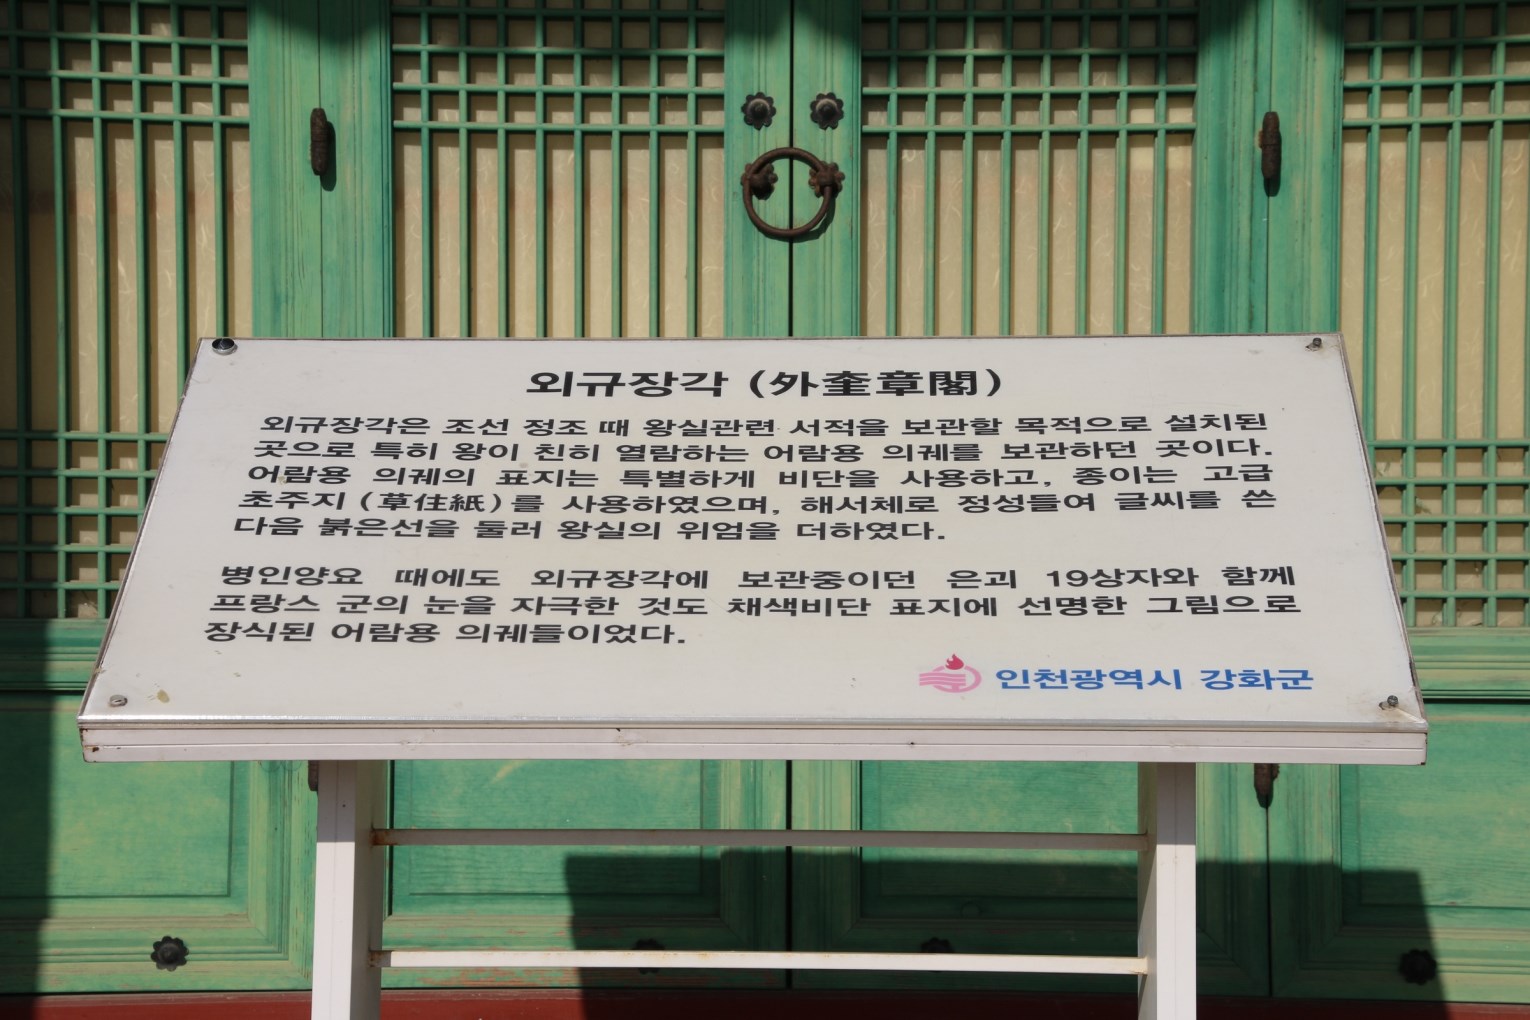 외규장각 (外奎章閣)
외규장각은 조선 정조 때 왕실관련 서적을 보관할 목적으로 설치된
곳으로 특히 왕이 친히 열람하는 어람용 의궤를 보관하던 곳이다.
어람용 의궤의 표지는 특별하게 비단을 사용하고, 종이는 고급
초주지 (草住紙)를 사용하였으며, 해서체로 정성들여 글씨를 쓴
다음 붉은선을 둘러 왕실의 위엄을 더하였다.
병인양요 때에도 외규장각에 보관중이던 은괴 19상자와 함께
프랑스 군의 눈을 자극한 것도 채색비단 표지에 선명한 그림으로
장식된 어람용 의궤들이었다.
인천광역시 강화군